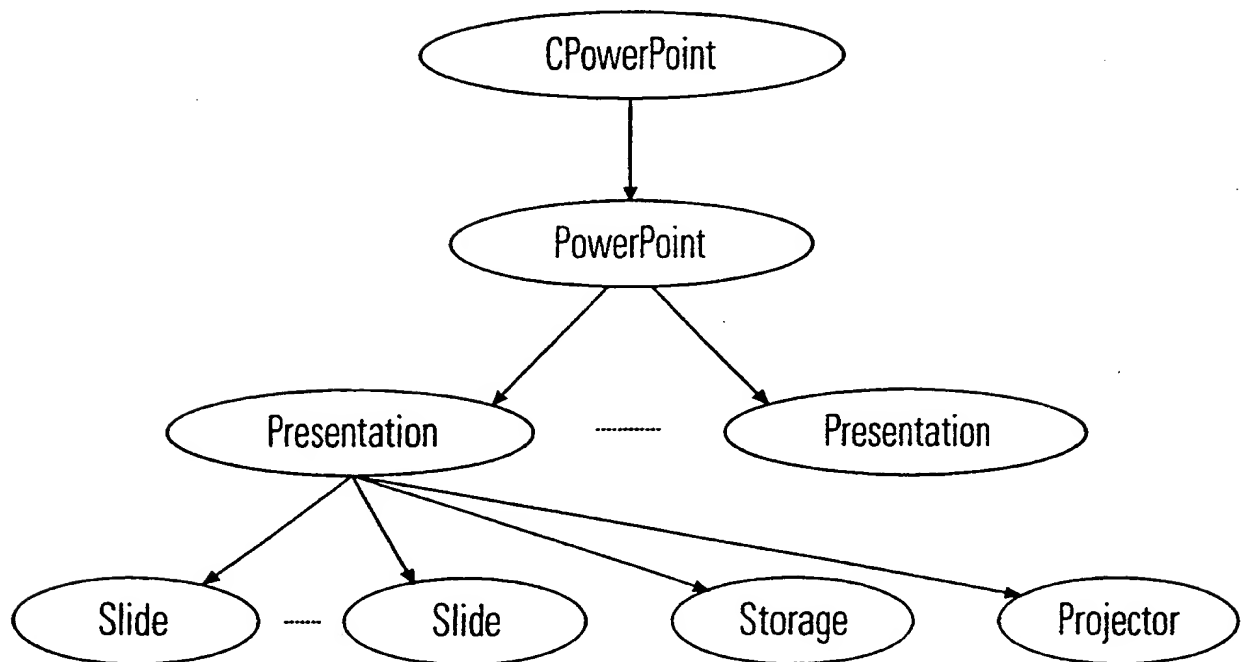 CPowerPoint
PowerPoint
Presentation
Presentation
Slide
Slide
Storage
Projector